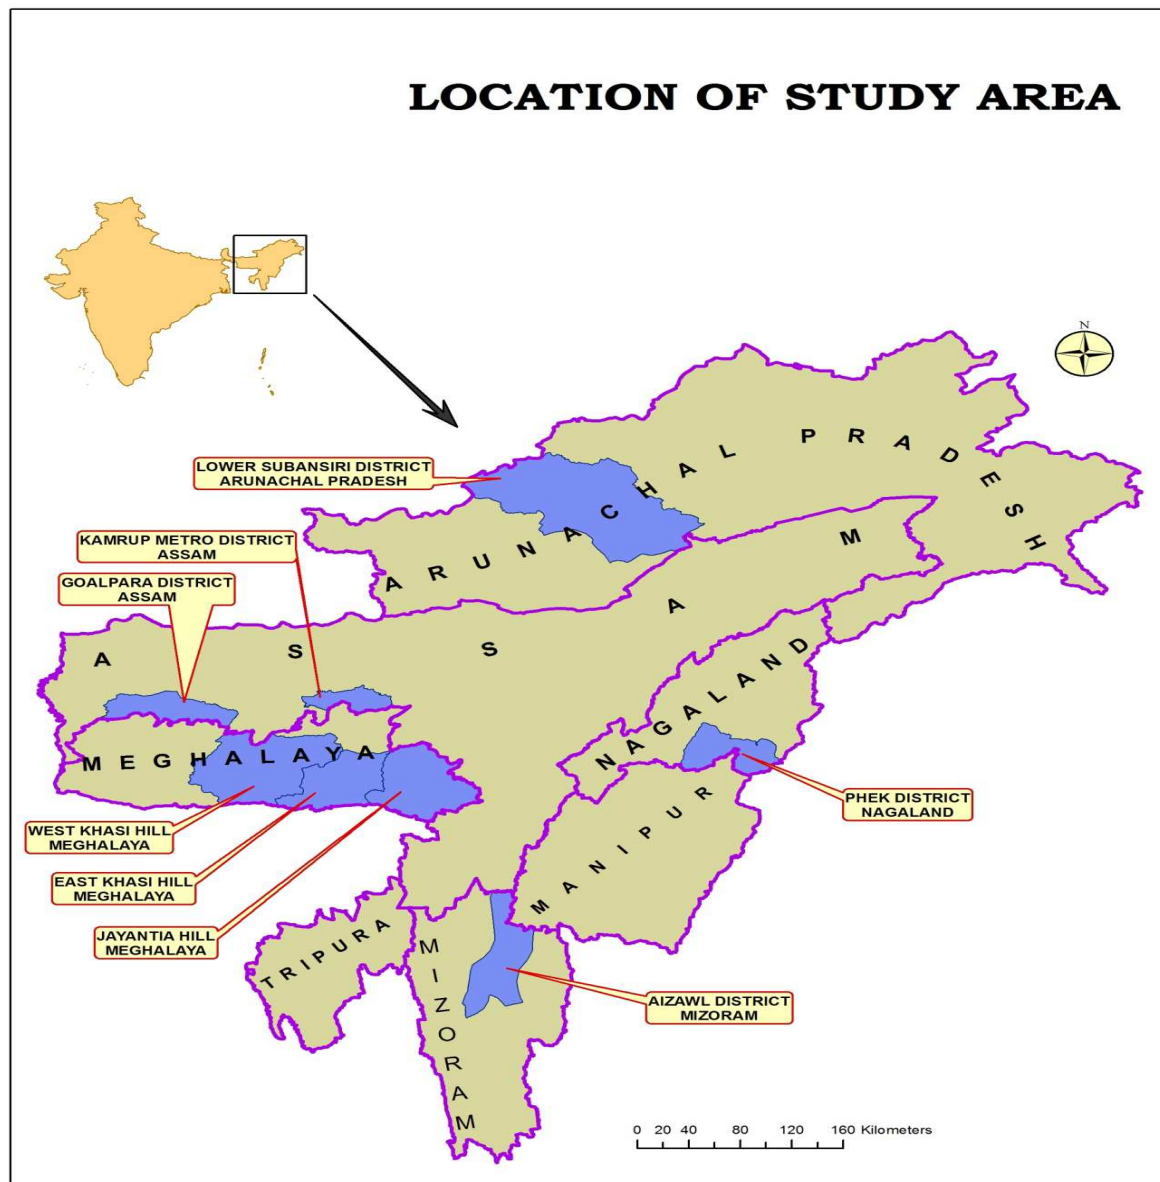 LOCATION OF STUDY AREA
N
LOWER SUBANSIRI DISTRICT
ARUNACHAL PRADESH
KAMRUP METRO DISTRICT
ASSAM
GOALPARA DISTRICT
ASSAM
ARUNACHAL PRADESH
ASSAM
NAGALAND
MEGHALAYA
PHEK DISTRICT
NAGALAND
WEST KHASI HILL
MEGHALAYA
EAST KHASI HILL
MEGHALAYA
JAYANTIA HILL
MEGHALAYA
MANIPUR
TRIPURA
MIZORAM
AIZAWL DISTRICT
MIZORAM
0 20 40 80 120 160 Kilometers